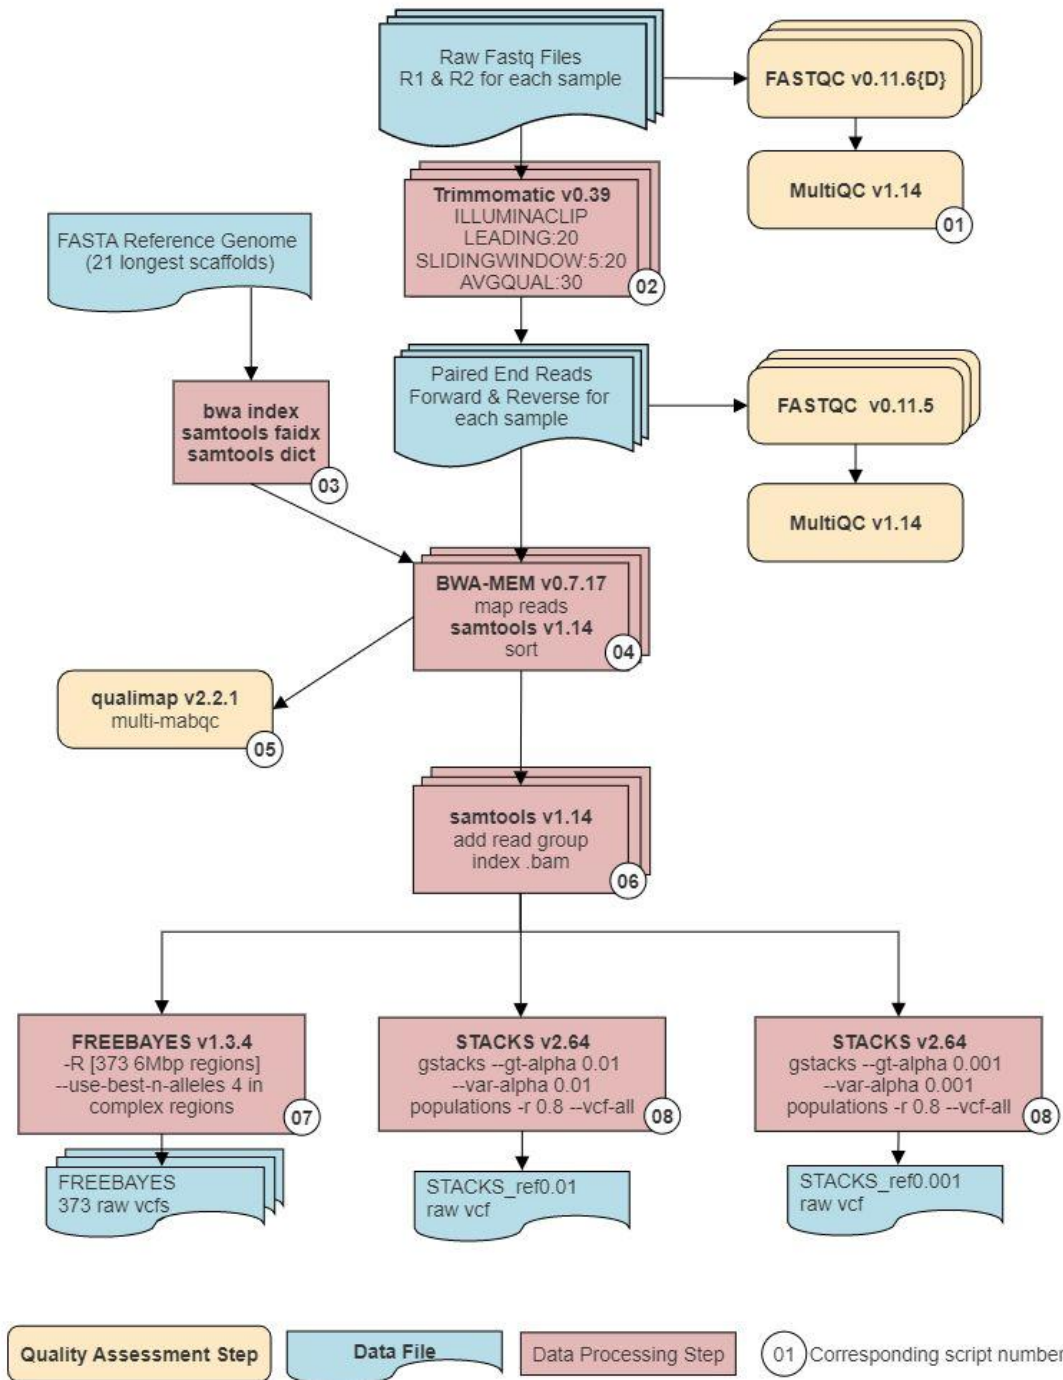 Raw Fastq Files
R1 & R2 for each sample
FASTQC v0.11.6{D}
MultiQC v1.14
01
Trimmomatic v0.39
ILLUMINACLIP
LEADING:20
SLIDINGWINDOW:5:20
AVGQUAL:30
02
FASTA Reference Genome
(21 longest scaffolds)
Paired End Reads
Forward & Reverse for
each sample
FASTQC v0.11.5
MultiQC v1.14
bwa index
samtools faidx
samtools dict
03
BWA-MEM v0.7.17
map reads
samtools v1.14
sort
04
qualimap v2.2.1
multi-mabqc
05
samtools v1.14
add read group
index .bam
06
FREEBAYES v1.3.4
-R [373 6Mbp regions]
--use-best-n-alleles 4 in
complex regions
07
STACKS v2.64
gstacks --gt-alpha 0.01
--var-alpha 0.01
populations -r 0.8 --vcf-all
08
STACKS v2.64
gstacks --gt-alpha 0.001
--var-alpha 0.001
populations -r 0.8 --vcf-all
08
FREEBAYES
373 raw vcfs
STACKS_ref0.01
raw vcf
STACKS_ref0.001
raw vcf
Quality Assessment Step
Data File
Data Processing Step
01
Corresponding script number